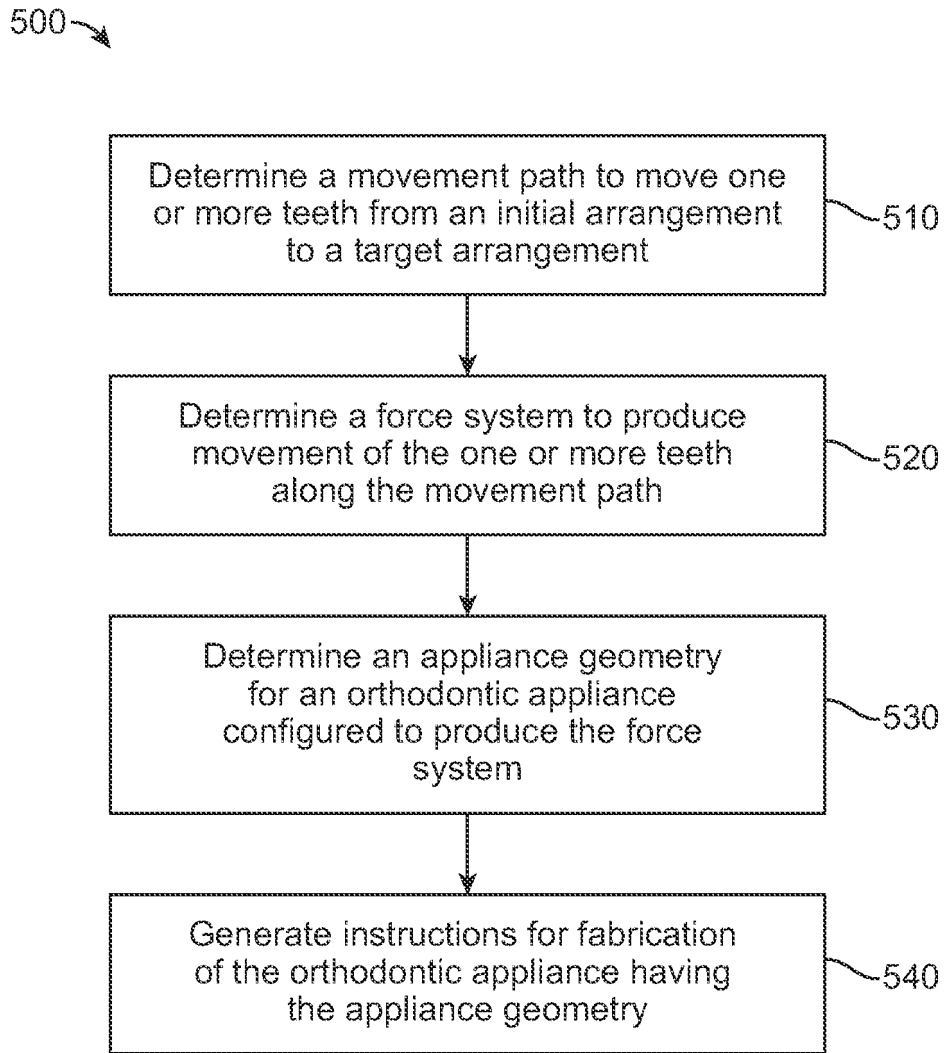 500
Determine a movement path to move one
or more teeth from an initial arrangement
to a target arrangement
510
Determine a force system to produce
movement of the one or more teeth
along the movement path
520
Determine an appliance geometry
for an orthodontic appliance
configured to produce the force
system
530
Generate instructions for fabrication
of the orthodontic appliance having
the appliance geometry
540